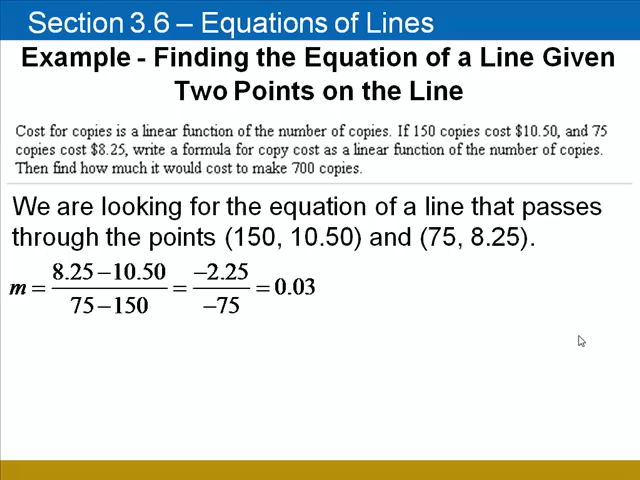 Section 3.6 – Equations of Lines
Example - Finding the Equation of a Line Given
Two Points on the Line
Cost for copies is a linear function of the number of copies. If 150 copies cost $10.50, and 75
copies cost $8.25, write a formula for copy cost as a linear function of the number of copies.
Then find how much it would cost to make 700 copies.
We are looking for the equation of a line that passes
through the points (150, 10.50) and (75, 8.25).
m = (8.25 – 10.50) / (75 – 150) = –2.25 / –75 = 0.03